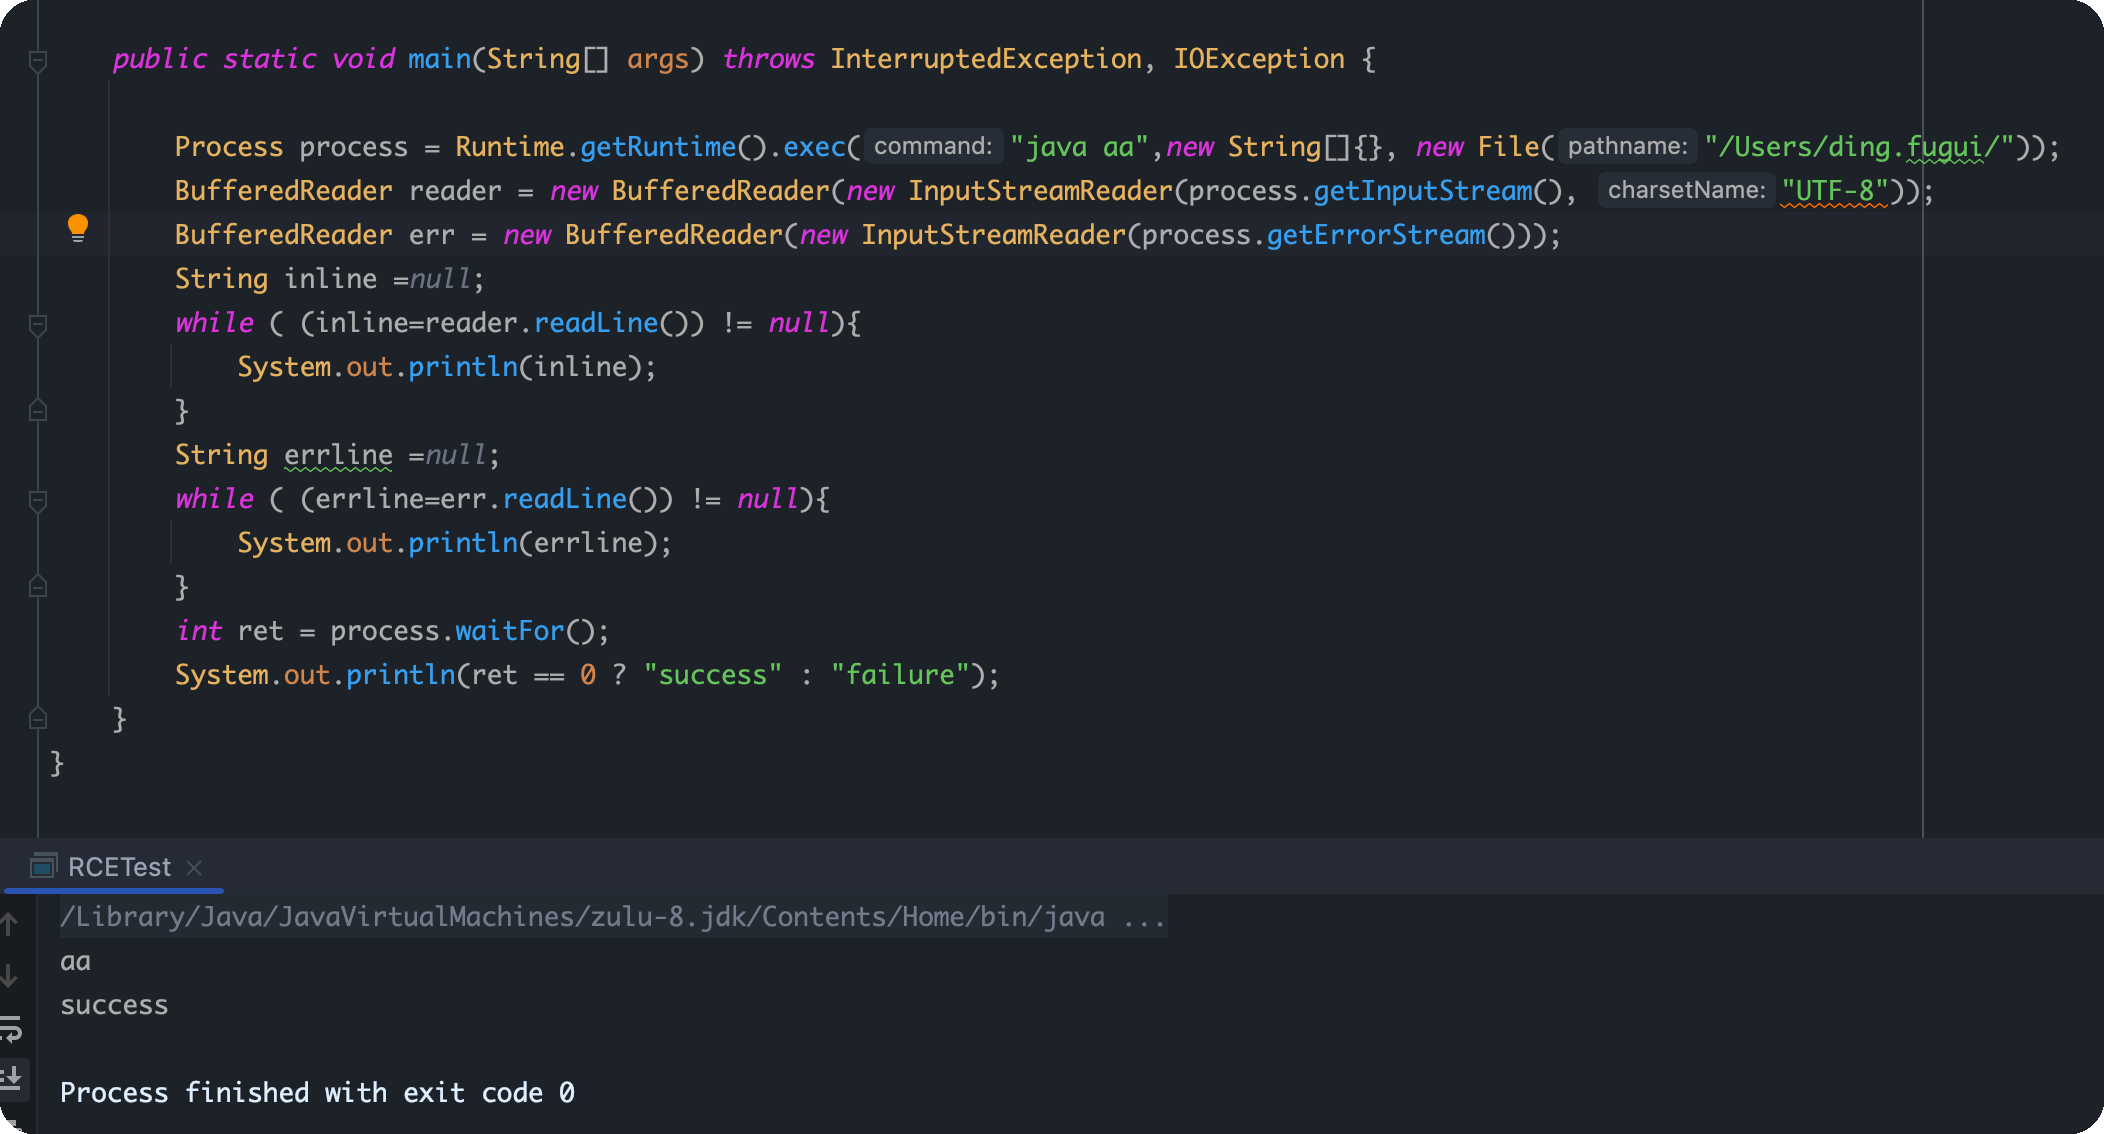 public static void main(String[] args) throws InterruptedException, IOException {
Process process = Runtime.getRuntime().exec( command: "java aa",new String[]{}, new File( pathname: "/Users/ding.fugui/"));
BufferedReader reader = new BufferedReader(new InputStreamReader(process.getInputStream(), charsetName: "UTF-8"));
BufferedReader err = new BufferedReader(new InputStreamReader(process.getErrorStream()));
String inline =null;
while ( (inline=reader.readLine()) != null){
System.out.println(inline);
}
String errline =null;
while ( (errline=err.readLine()) != null){
System.out.println(errline);
}
int ret = process.waitFor();
System.out.println(ret == 0 ? "success" : "failure");
}
}
RCETest
/Library/Java/JavaVirtualMachines/zulu-8.jdk/Contents/Home/bin/java ...
aa
success
Process finished with exit code 0